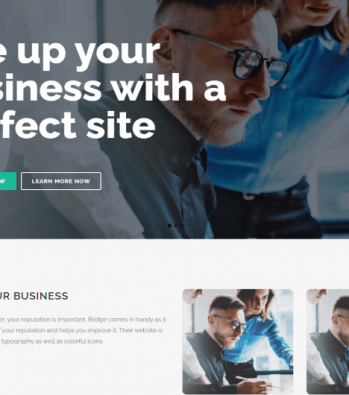 e up your
siness with a
fect site
W
LEARN MORE NOW
UR BUSINESS
er, your reputation is important. Bridge comes in handy as it
f your reputation and helps you improve it. Their website is
typography as well as colorful icons